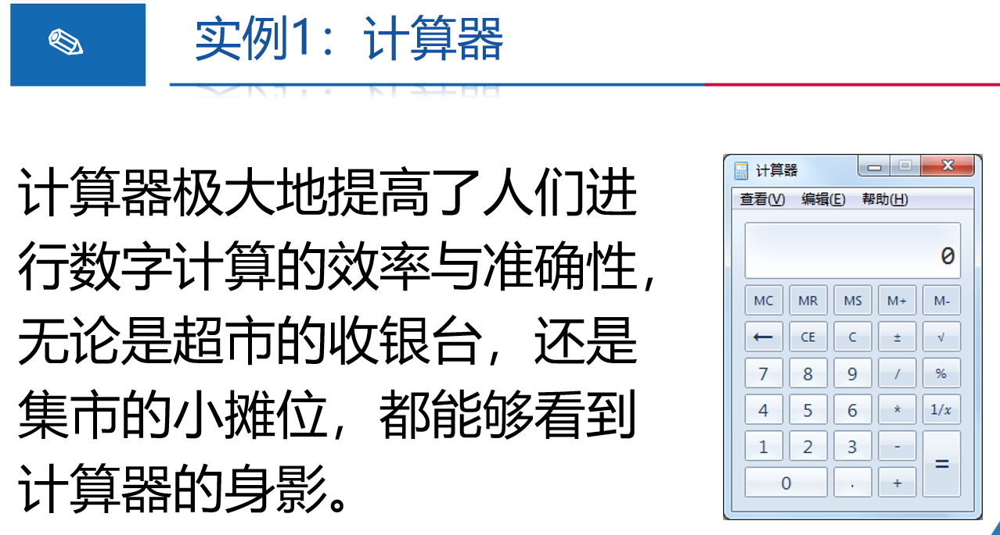 实例1：计算器
计算器极大地提高了人们进
行数字计算的效率与准确性，
无论是超市的收银台，还是
集市的小摊位，都能够看到
计算器的身影。
计算器
查看(V) 编辑(E) 帮助(H)
0
MC MR MS M+ M-
← CE C ± √
7 8 9 / %
4 5 6 * 1/x
1 2 3 - =
0 . +